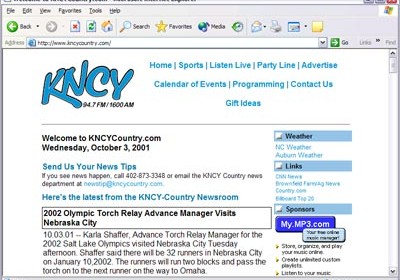 File Edit View Favorites Tools Help
Back Search Favorites Media
Address http://www.kncycountry.com/ Go Links
KNCY
94.7 FM / 1600 AM
Home | Sports | Listen Live | Party Line | Advertise
Calendar of Events | Programming | Contact Us
Gift Ideas
Welcome to KNCYCountry.com
Wednesday, October 3, 2001
Send Us Your News Tips
If you see news happen, call 402-873-3348 or email the KNCY Country news
department at newstip@kncycountry.com.
Here's the latest from the KNCY-Country Newsroom
2002 Olympic Torch Relay Advance Manager Visits
Nebraska City
10.03.01 -- Karla Shaffer, Advance Relay Manager for the
2002 Salt Lake Olympics visited Nebraska City Tuesday
afternoon. Shaffer said there will be 32 runners in Nebraska City
on January 10,2002. The runners will run two blocks and pass the
torch on to the next runner on the way to Omaha.
Weather
NC Weather
Auburn Weather
Links
CNN News
Brownfield Farm/Ag News
Country.com
Billboard Top 20
Sponsors
My.MP3.com
Your free online
music manager!
Store, organize, and play
your music online.
Create unlimited custom
playlists.
Listen to your music